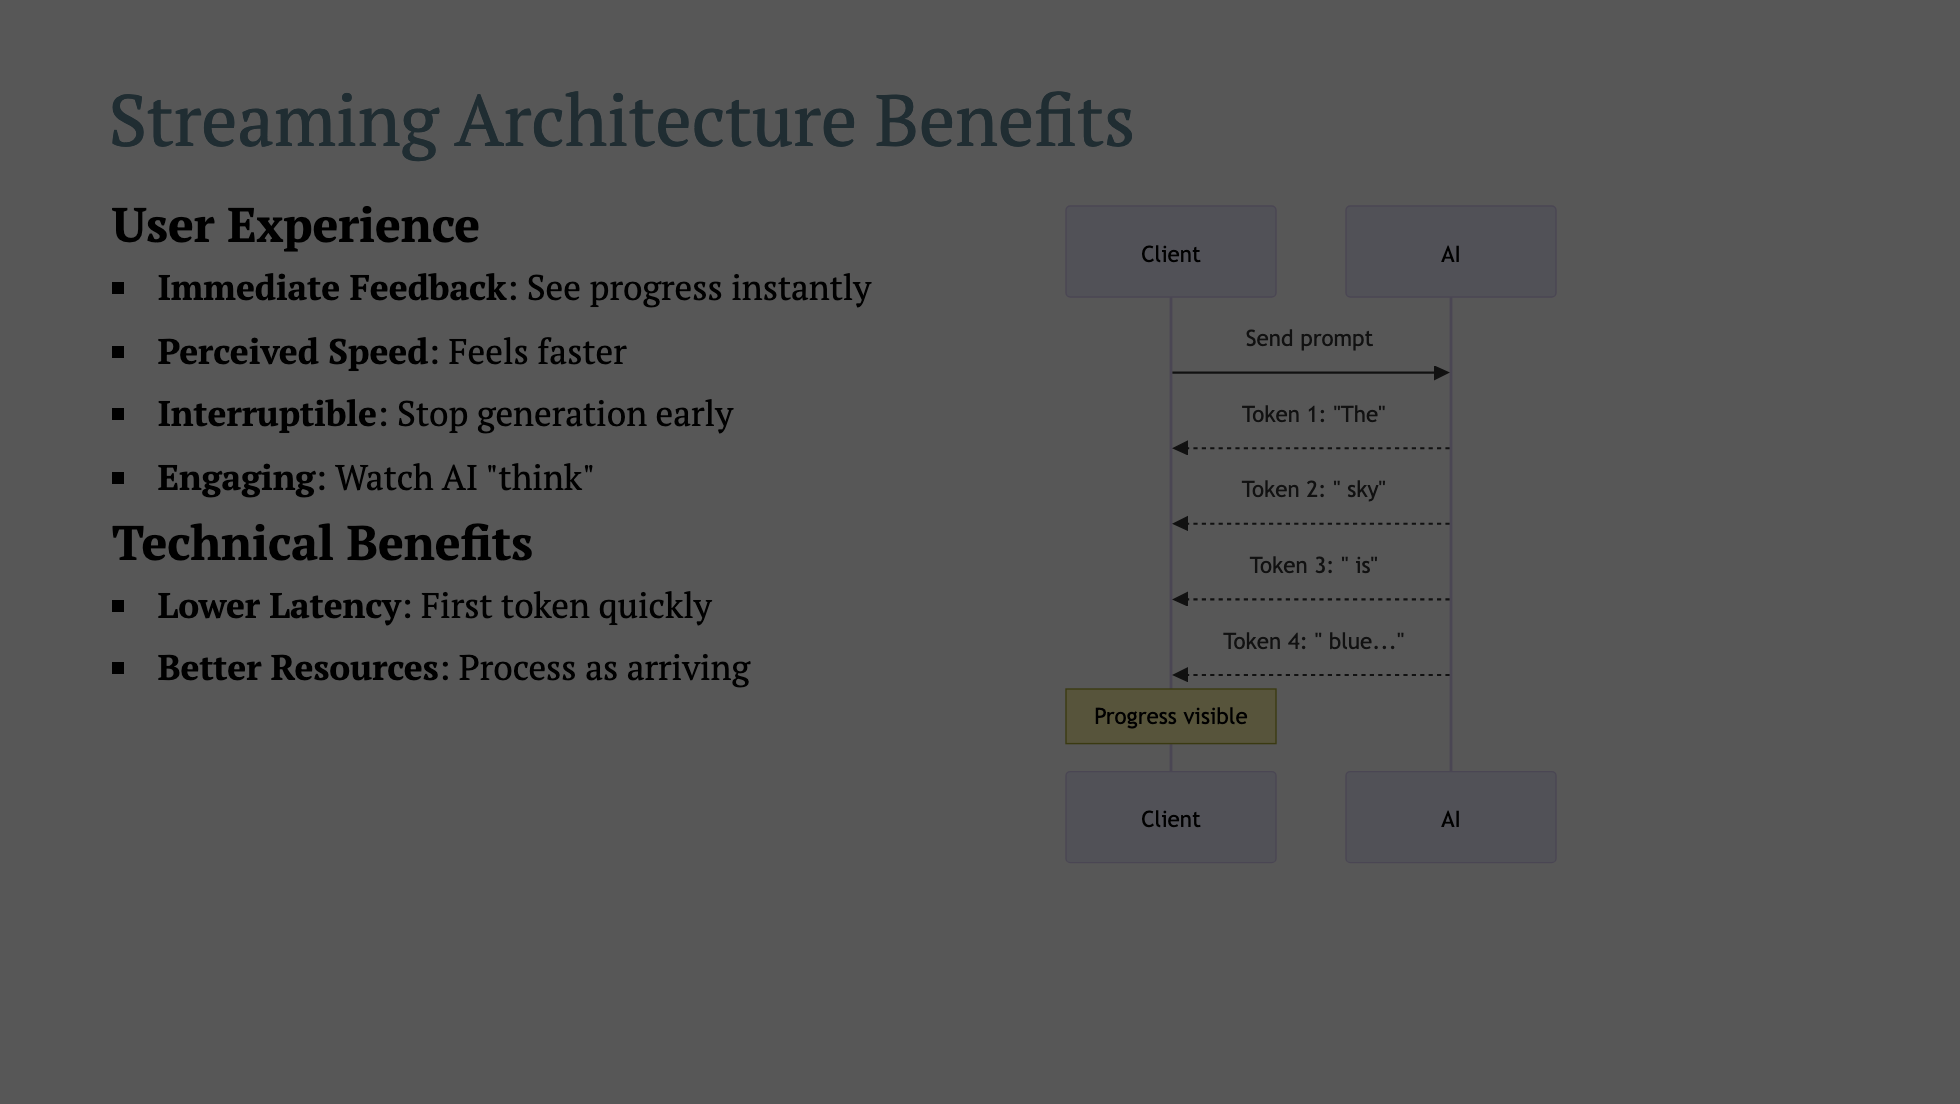 Streaming Architecture Benefits
User Experience
▪ Immediate Feedback: See progress instantly
▪ Perceived Speed: Feels faster
▪ Interruptible: Stop generation early
▪ Engaging: Watch AI "think"
Technical Benefits
▪ Lower Latency: First token quickly
▪ Better Resources: Process as arriving
Client
AI
Send prompt
Token 1: "The"
Token 2: " sky"
Token 3: " is"
Token 4: " blue..."
Progress visible
Client
AI